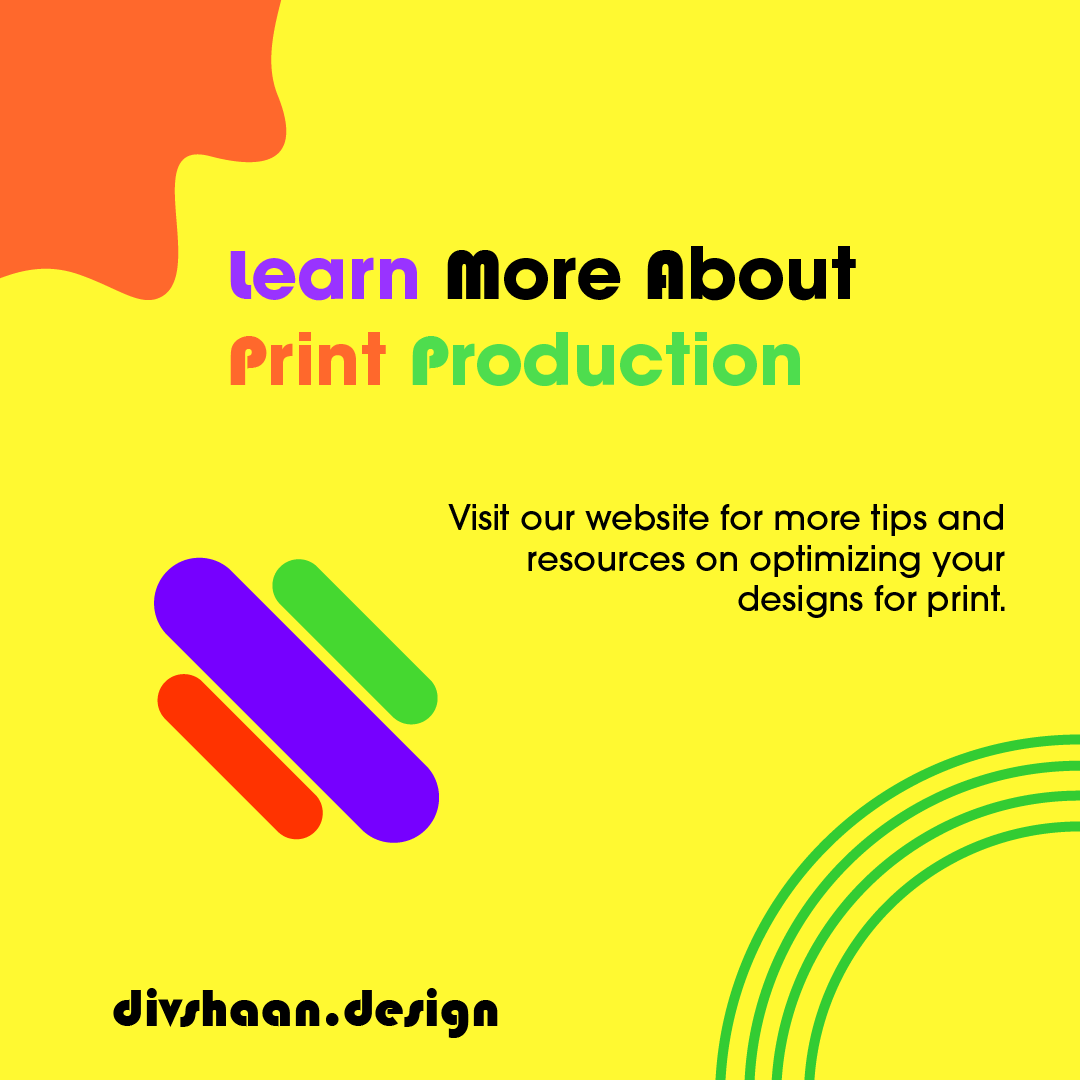 Learn More About
Print Production
Visit our website for more tips and
resources on optimizing your
designs for print.
divshaan.design